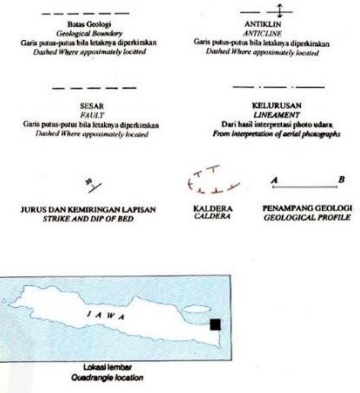 Batas Geologi
Geological Boundary
Garis putus-putus bila letaknya diperkirakan
Dashed Where appoximately located
ANTIKLIN
ANTICLINE
Garis putus-putus bila letaknya diperkirakan
Dashed Where appoximately located
SESAR
FAULT
Garis putus-putus bila letaknya diperkirakan
Dashed Where appoximately located
KELURUSAN
LINEAMENT
Dari hasil interpretasi photo udara
From interpretation of aerial photographs
JURUS DAN KEMIRINGAN LAPISAN
STRIKE AND DIP OF BED
KALDERA
CALDERA
A B
PENAMPANG GEOLOGI
GEOLOGICAL PROFILE
JAWA
Lokasi lembar
Quadrangle location